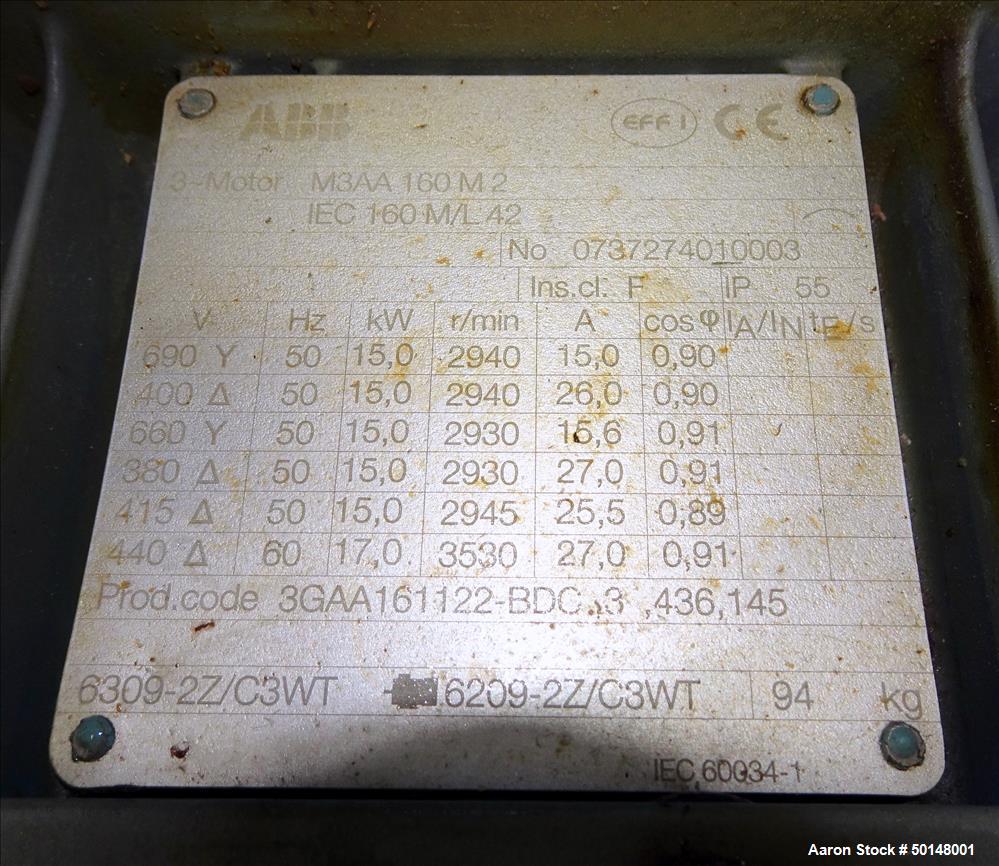 ABB EFF 1 CE
3~Motor M3AA 160 M 2
IEC 160 M/L 42
No 0737274010003
Ins.cl. F IP 55
V Hz kW r/min A cosφ IA/IN tE/s
690 Y 50 15,0 2940 15,0 0,90
400 Δ 50 15,0 2940 26,0 0,90
660 Y 50 15,0 2930 15,6 0,91
380 Δ 50 15,0 2930 27,0 0,91
415 Δ 50 15,0 2945 25,5 0,89
440 Δ 60 17,0 3530 27,0 0,91
Prod.code 3GAA161122-BDC, 3 ,436,145
6309-2Z/C3WT 6209-2Z/C3WT 94 kg
IEC 60034-1
Aaron Stock # 50148001